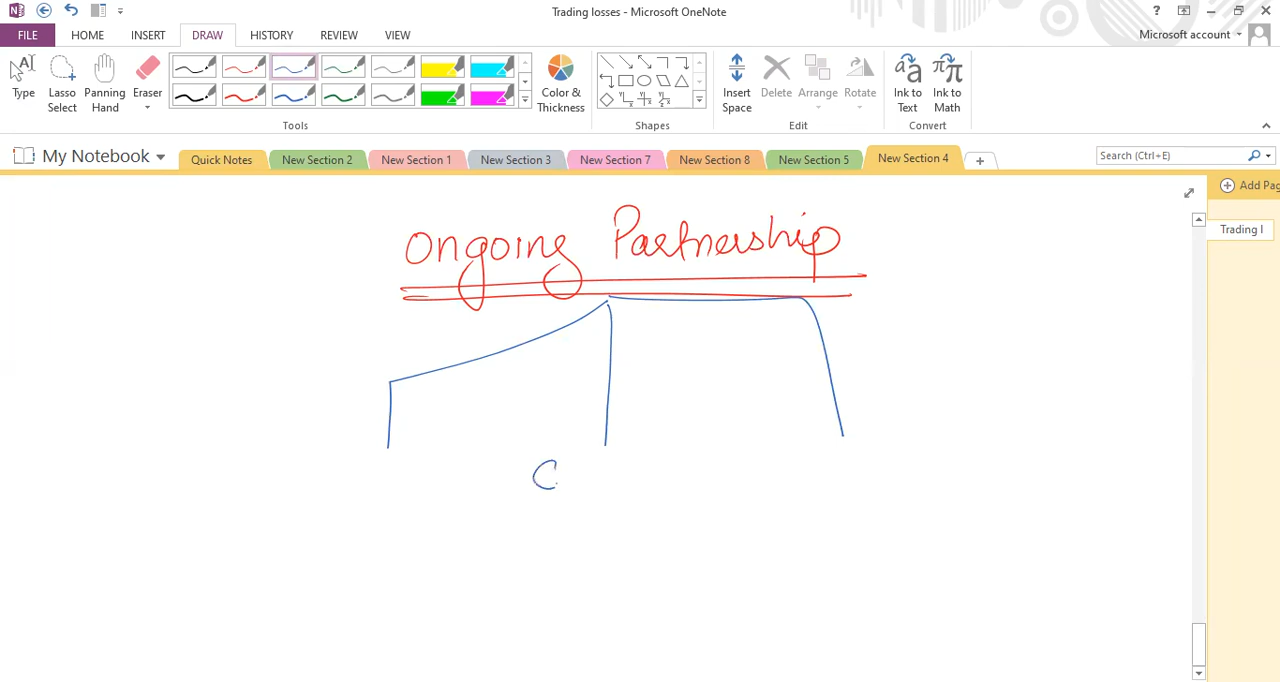 Trading losses - Microsoft OneNote
FILE HOME INSERT DRAW HISTORY REVIEW VIEW Microsoft account
Type Lasso Select Panning Hand Eraser Color & Thickness Insert Space Delete Arrange Rotate Ink to Text Ink to Math
Tools Shapes Edit Convert
My Notebook Quick Notes New Section 2 New Section 1 New Section 3 New Section 7 New Section 8 New Section 5 New Section 4 Search (Ctrl+E)
Add Pag
Trading l
Ongoing Partnership
C